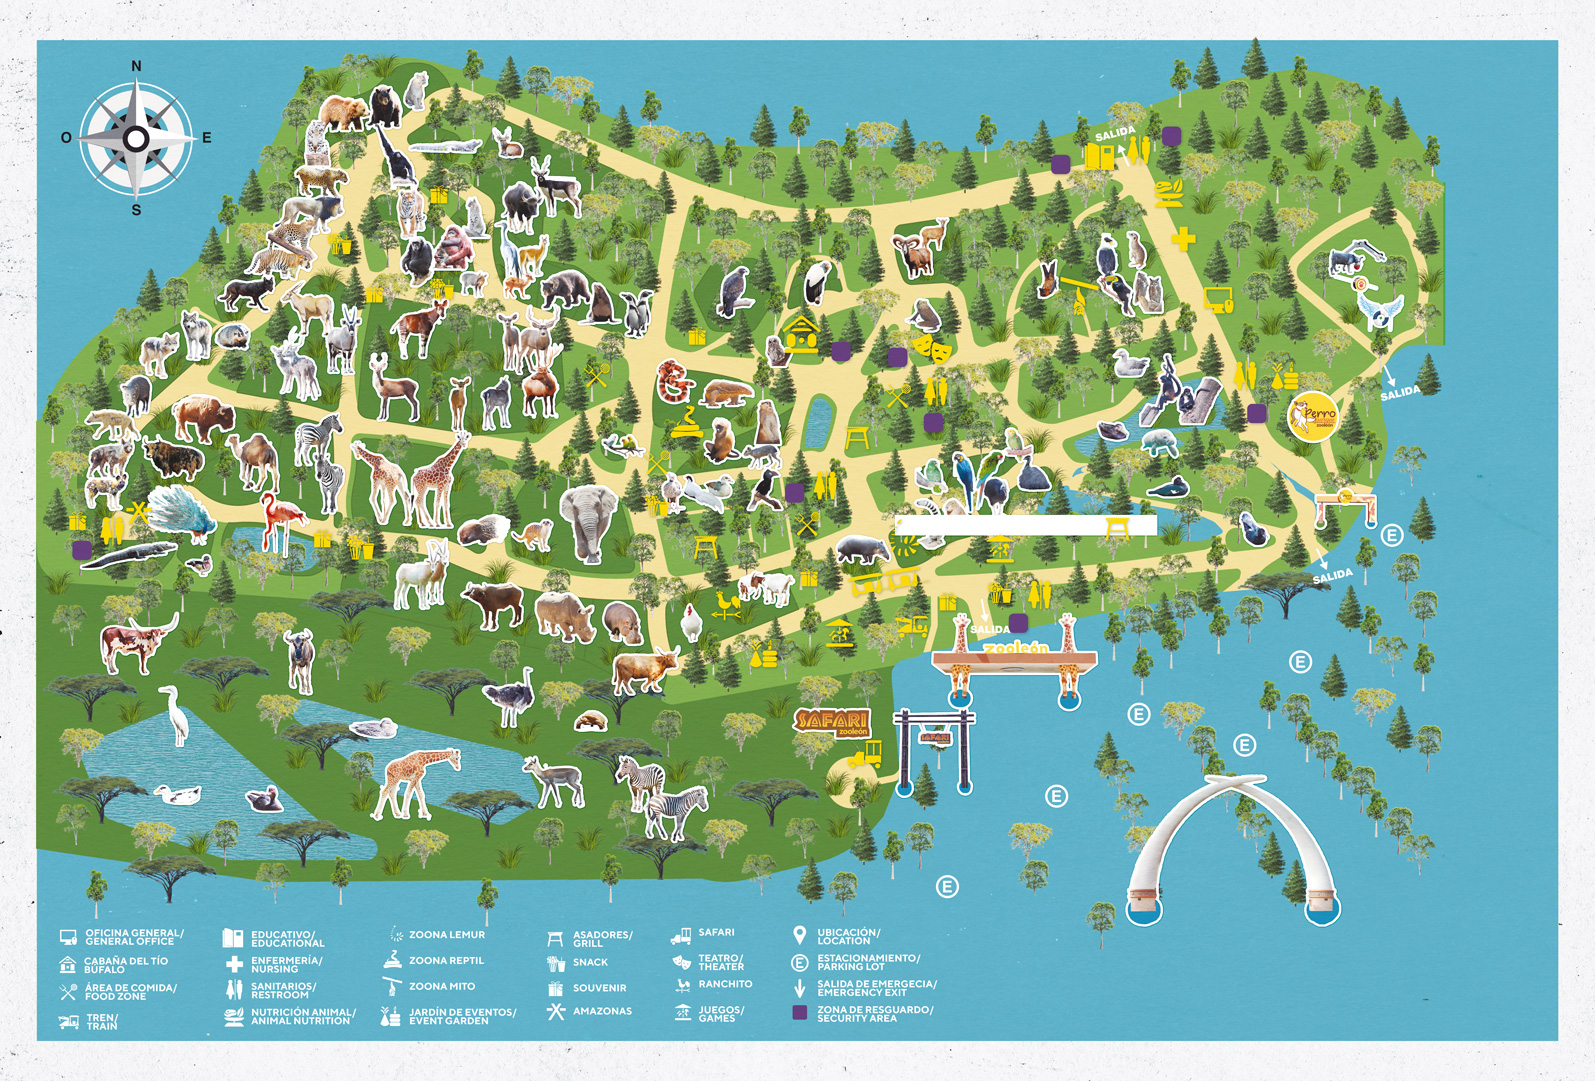 N
O
E
S
SALIDA
SALIDA
Perro
zooleón
E
SALIDA
SALIDA
zooleón
E
E
E
SAFARI
zooleón
SAFARI
E
E
OFICINA GENERAL/
GENERAL OFFICE
CABAÑA DEL TÍO
BÚFALO
ÁREA DE COMIDA/
FOOD ZONE
TREN/
TRAIN
EDUCATIVO/
EDUCATIONAL
ENFERMERÍA/
NURSING
SANITARIOS/
RESTROOM
NUTRICIÓN ANIMAL/
ANIMAL NUTRITION
ZOONA LEMUR
ZOONA REPTIL
ZOONA MITO
JARDÍN DE EVENTOS/
EVENT GARDEN
ASADORES/
GRILL
SNACK
SOUVENIR
AMAZONAS
SAFARI
TEATRO/
THEATER
RANCHITO
JUEGOS/
GAMES
UBICACIÓN/
LOCATION
E
ESTACIONAMIENTO/
PARKING LOT
SALIDA DE EMERGECIA/
EMERGENCY EXIT
ZONA DE RESGUARDO/
SECURITY AREA